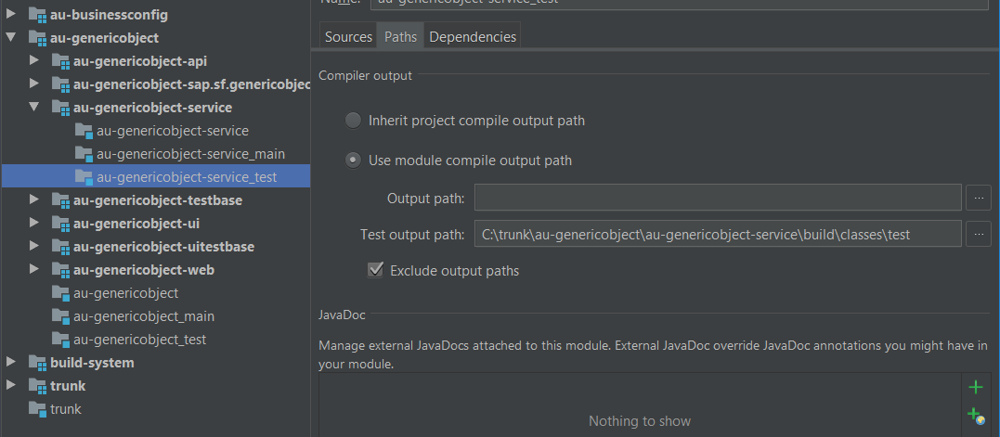 au-businessconfig
au-genericobject
au-genericobject-api
au-genericobject-sap.sf.genericobjec
au-genericobject-service
au-genericobject-service
au-genericobject-service_main
au-genericobject-service_test
au-genericobject-testbase
au-genericobject-ui
au-genericobject-uitestbase
au-genericobject-web
au-genericobject
au-genericobject_main
au-genericobject_test
build-system
trunk
trunk
Name: au-genericobject-service_test
Sources Paths Dependencies
Compiler output
Inherit project compile output path
Use module compile output path
Output path: ...
Test output path: C:\trunk\au-genericobject\au-genericobject-service\build\classes\test ...
Exclude output paths
JavaDoc
Manage external JavaDocs attached to this module. External JavaDoc override JavaDoc annotations you might have in
your module.
Nothing to show